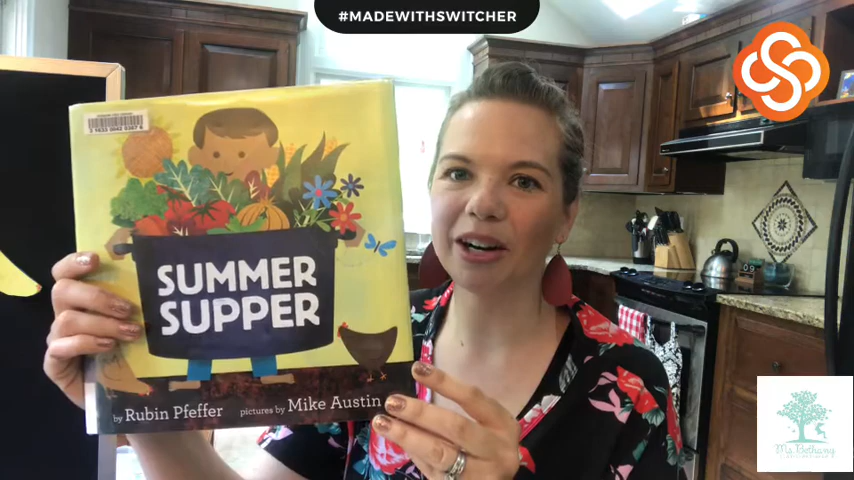 #MADEWITHSWITCHER
SUMMER
SUPPER
by Rubin Pfeffer pictures by Mike Austin
Ms Bethany